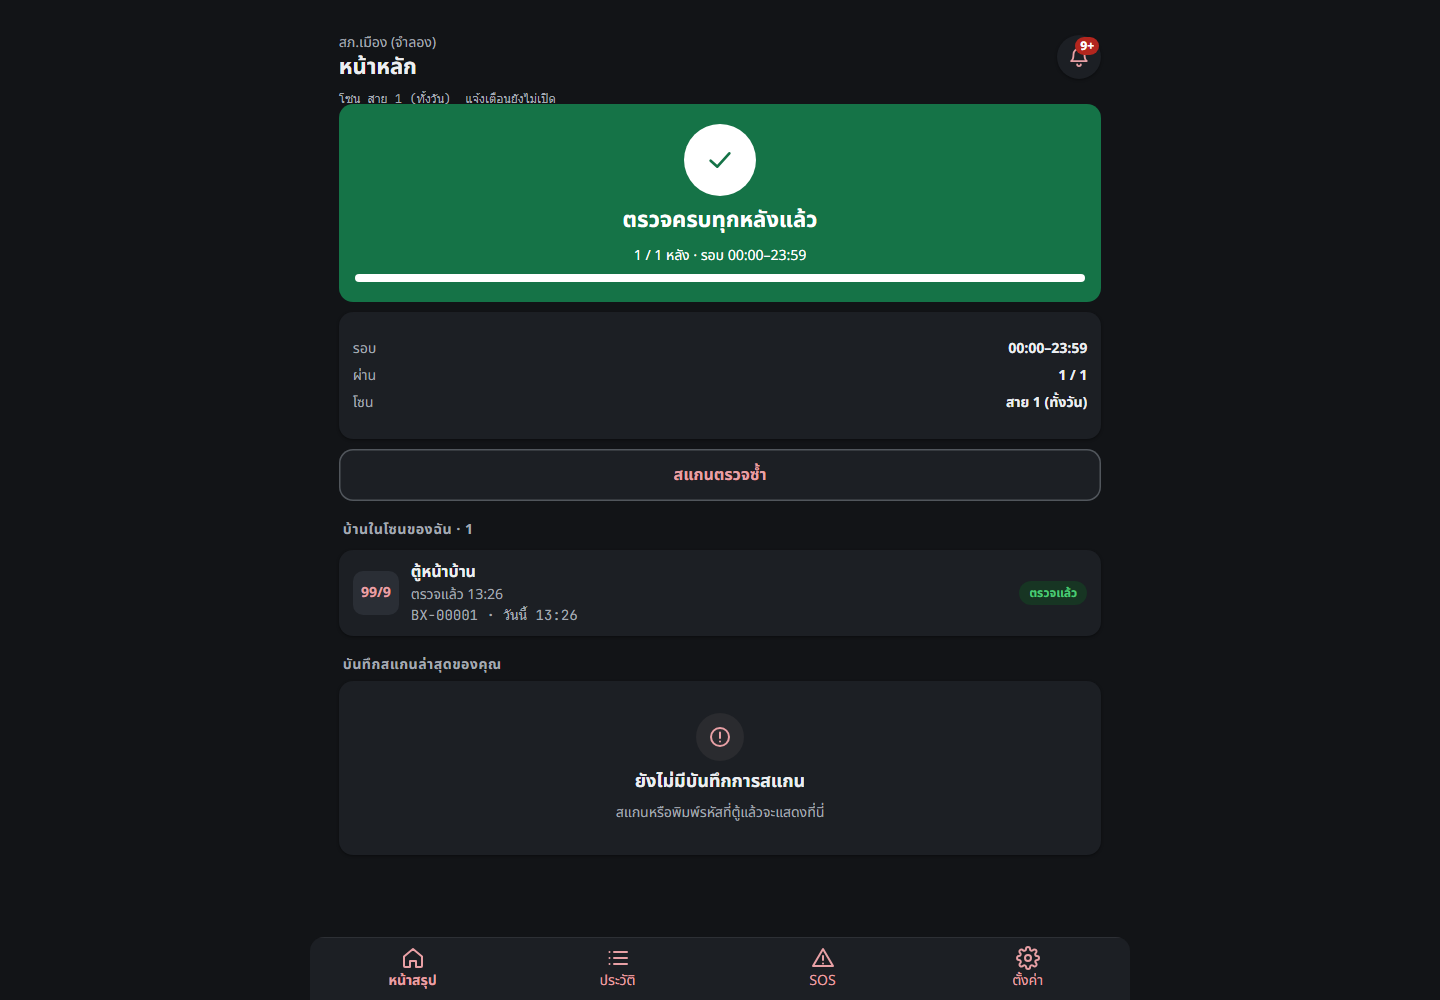 สภ.เมือง (จำลอง)
หน้าหลัก
9+
โซน สาย 1 (ทั้งวัน) แจ้งเตือนยังไม่เปิด
ตรวจครบทุกหลังแล้ว
1 / 1 หลัง · รอบ 00:00–23:59
รอบ 00:00–23:59
ผ่าน 1 / 1
โซน สาย 1 (ทั้งวัน)
สแกนตรวจซ้ำ
บ้านในโซนของฉัน · 1
99/9
ตู้หน้าบ้าน
ตรวจแล้ว 13:26
BX-00001 · วันนี้ 13:26
ตรวจแล้ว
บันทึกสแกนล่าสุดของคุณ
ยังไม่มีบันทึกการสแกน
สแกนหรือพิมพ์รหัสที่ตู้แล้วจะแสดงที่นี่
หน้าสรุป ประวัติ SOS ตั้งค่า